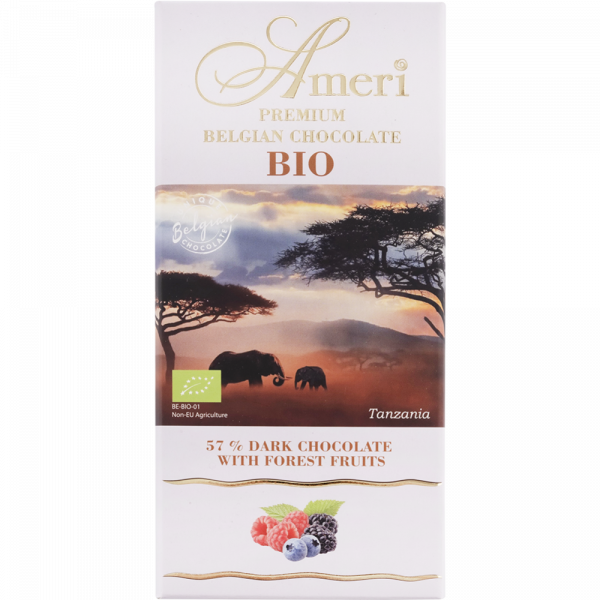 Ameri
PREMIUM
BELGIAN CHOCOLATE
BIO
Belgian
CHOCOLATE
BE-BIO-01
Non-EU Agriculture
Tanzania
57 % DARK CHOCOLATE
WITH FOREST FRUITS